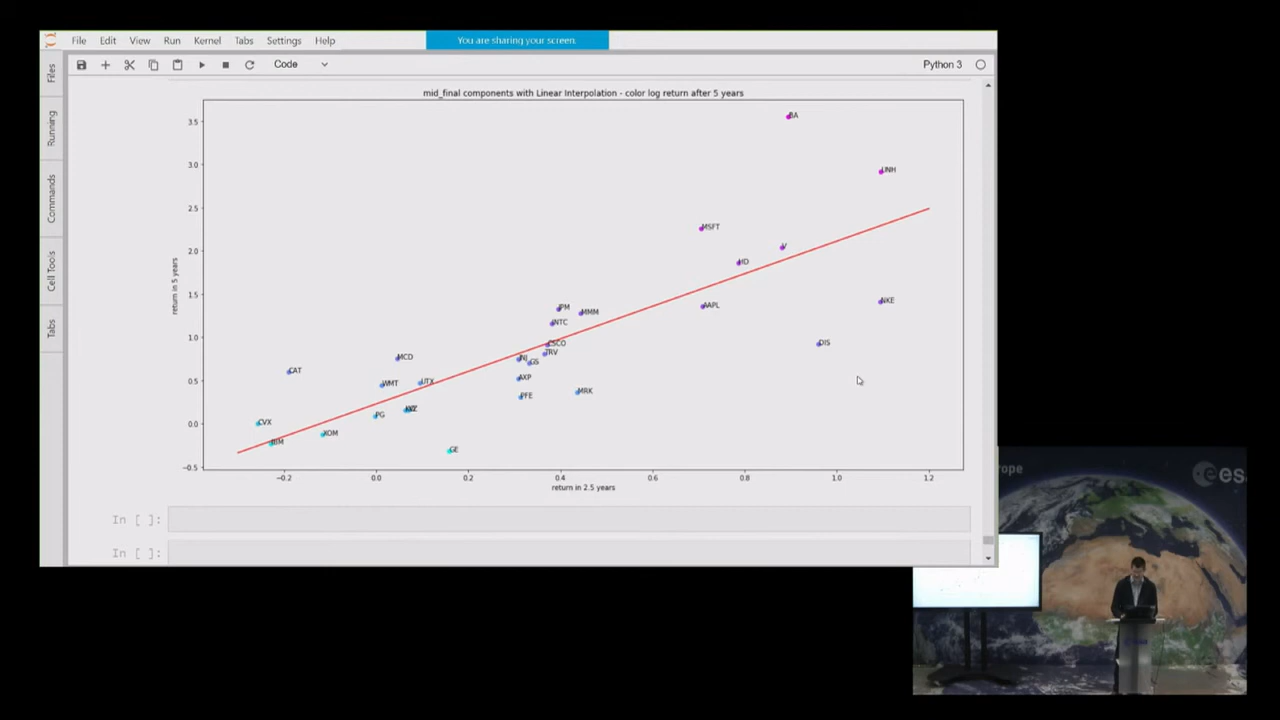 File Edit View Run Kernel Tabs Settings Help
You are sharing your screen.
Code
Python 3
Files
Running
Commands
Cell Tools
Tabs
mid_final components with Linear Interpolation - color log return after 5 years
return in 5 years
3.5
3.0
2.5
2.0
1.5
1.0
0.5
0.0
−0.5
BA
UNH
MSFT
V
HD
NKE
AAPL
JPM
MMM
INTC
DIS
CSCO
TRV
MCD
JNJ
GS
CAT
AXP
WMT
UTX
MRK
PFE
PG
CVX
XOM
IBM
GE
−0.2 0.0 0.2 0.4 0.6 0.8 1.0 1.2
return in 2.5 years
In [ ]:
In [ ]:
rope
es